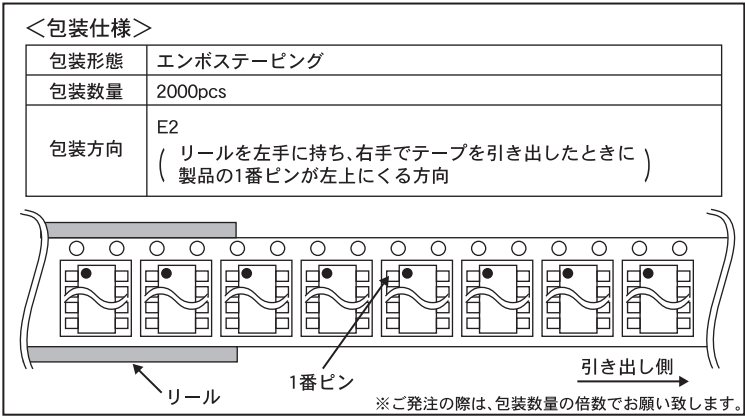 ＜包装仕様＞
包装形態 エンボステーピング
包装数量 2000pcs
包装方向 E2
(リールを左手に持ち、右手でテープを引き出したときに
製品の1番ピンが左上にくる方向)
リール
1番ピン
引き出し側
※ご発注の際は、包装数量の倍数でお願い致します。